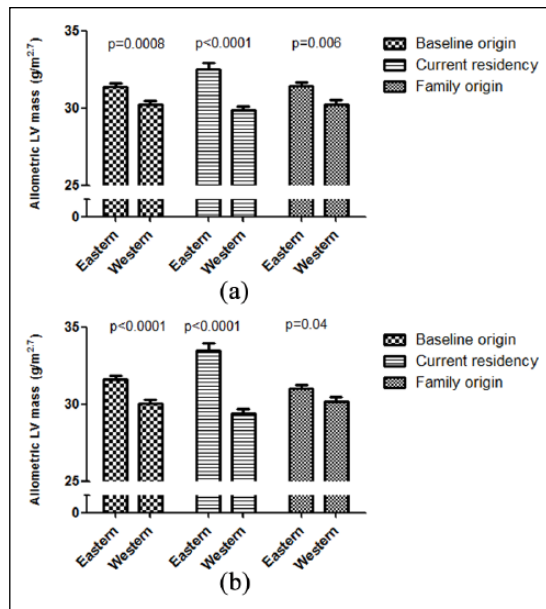 35
30
25
0
Allometric LV mass (g/m2.7)
p=0.0008 p<0.0001 p=0.006
Baseline origin
Current residency
Family origin
Eastern Western Eastern Western Eastern Western
(a)
35
30
25
0
Allometric LV mass (g/m2.7)
p<0.0001 p<0.0001 p=0.04
Baseline origin
Current residency
Family origin
Eastern Western Eastern Western Eastern Western
(b)